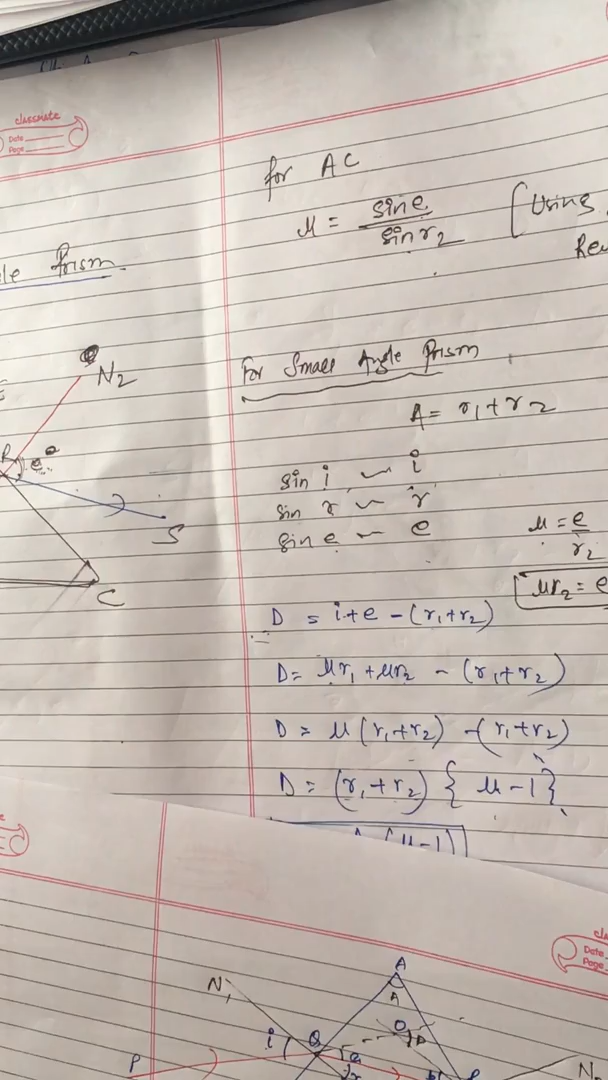 classmate
Date
Page
for AC
μ = sin e / sin r2 [Using
Prism
N2
R
e
S
C
For Small Angle Prism
A = r1 + r2
sin i ~ i
sin r ~ r
sin e ~ e
μ = e / r2
μr2 = e
D = i + e - (r1 + r2)
D = μr1 + μr2 - (r1 + r2)
D = μ(r1 + r2) - (r1 + r2)
D = (r1 + r2) { μ - 1 }
(μ - 1)
Date
Page
A
A
N1
O
D
i
Q
P